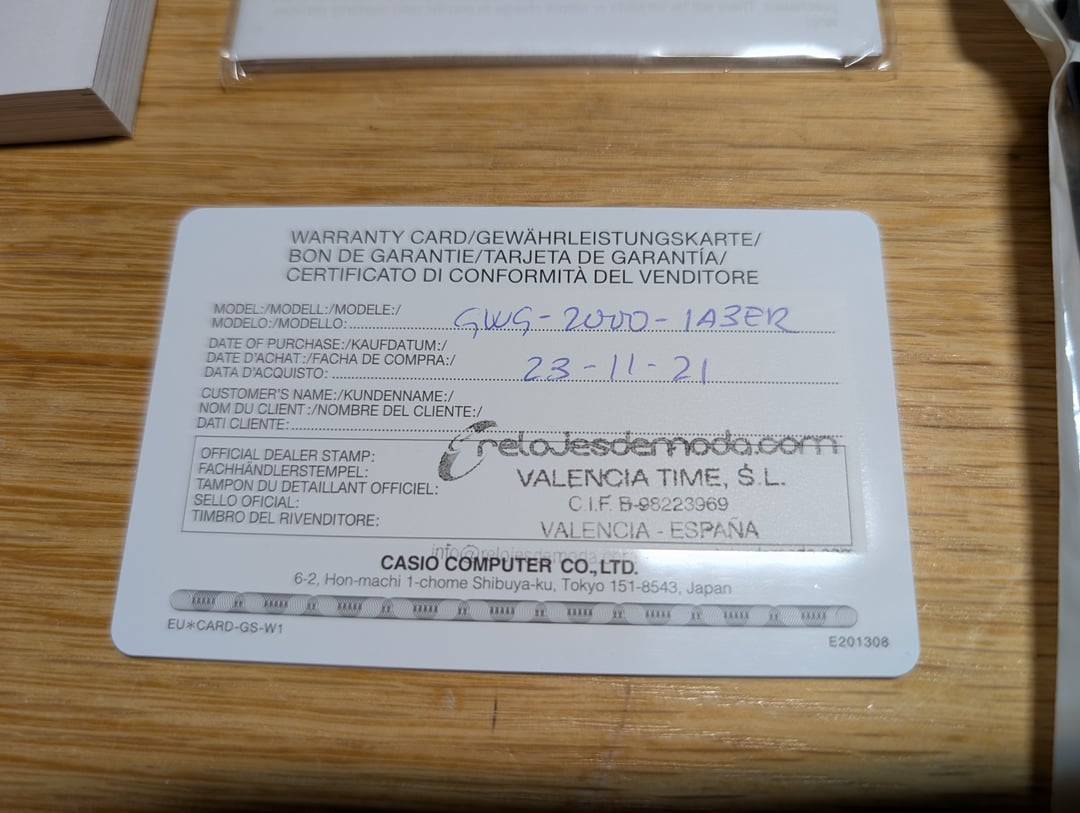 WARRANTY CARD/GEWÄHRLEISTUNGSKARTE/
BON DE GARANTIE/TARJETA DE GARANTÍA/
CERTIFICATO DI CONFORMITÀ DEL VENDITORE
MODEL:/MODELL:/MODELE:/
MODELO:/MODELLO: GWG-2000-1A3ER
DATE OF PURCHASE:/KAUFDATUM:/
DATE D'ACHAT:/FACHA DE COMPRA:/
DATA D'ACQUISTO: 23-11-21
CUSTOMER'S NAME:/KUNDENNAME:/
NOM DU CLIENT:/NOMBRE DEL CLIENTE:/
DATI CLIENTE:
relojesdemoda.com
OFFICIAL DEALER STAMP:
FACHHÄNDLERSTEMPEL:
TAMPON DU DETAILLANT OFFICIEL:
SELLO OFICIAL:
TIMBRO DEL RIVENDITORE:
VALENCIA TIME, S.L.
C.I.F. B-98223969
VALENCIA - ESPAÑA
info@relojesdemoda.com
CASIO COMPUTER CO., LTD.
6-2, Hon-machi 1-chome Shibuya-ku, Tokyo 151-8543, Japan
EU*CARD-GS-W1
E201308